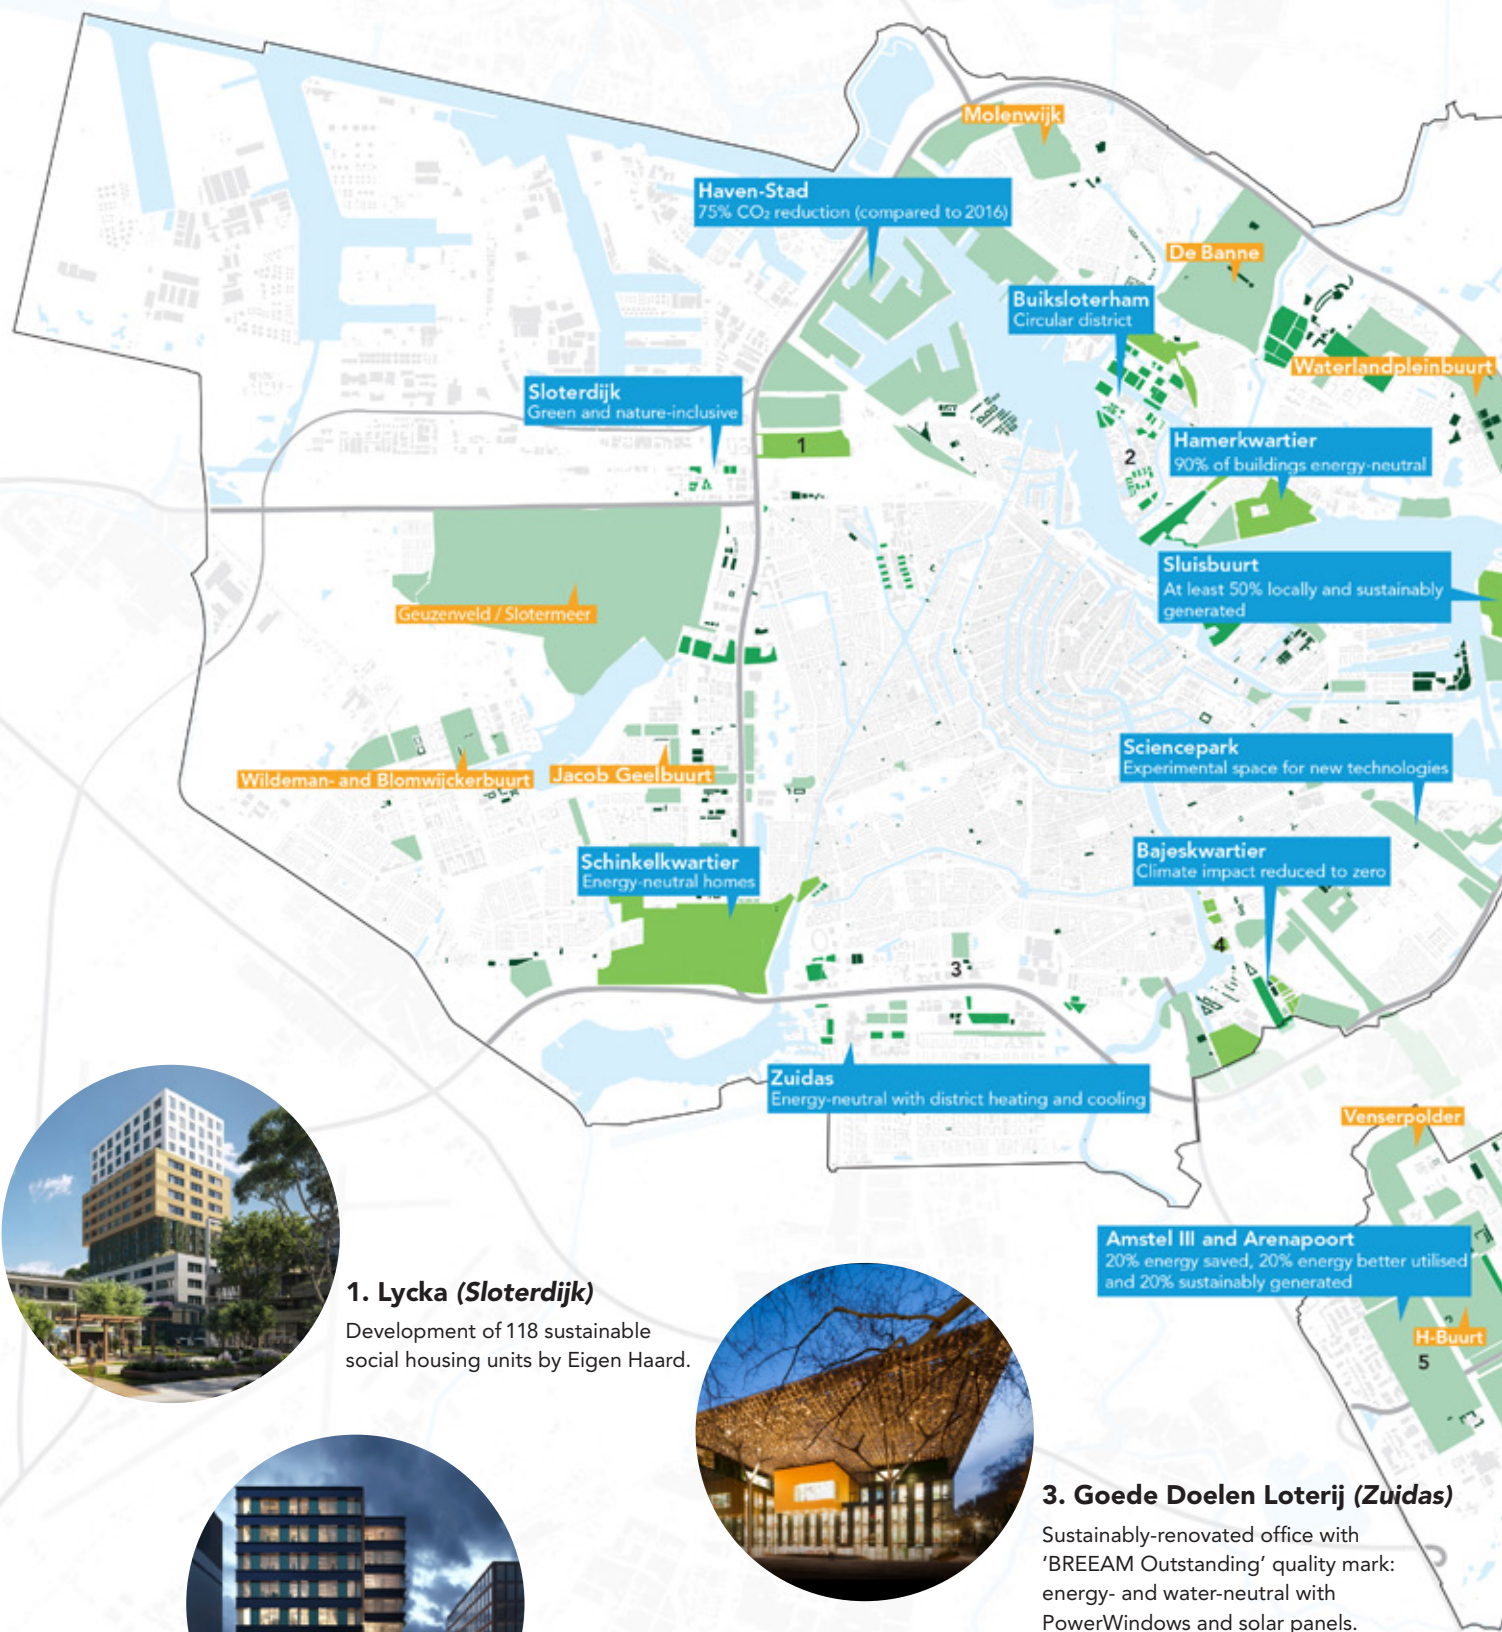 Molenwijk
Haven-Stad
75% CO₂ reduction (compared to 2016)
De Banne
Buiksloterham
Circular district
Waterlandpleinbuurt
Sloterdijk
Green and nature-inclusive
1
2
Hamerkwartier
90% of buildings energy-neutral
Sluisbuurt
At least 50% locally and sustainably
generated
Geuzenveld / Slotermeer
Wildeman- and Blomwijckerbuurt
Jacob Geelbuurt
Sciencepark
Experimental space for new technologies
Schinkelkwartier
Energy-neutral homes
Bajeskwartier
Climate impact reduced to zero
4
3
Zuidas
Energy-neutral with district heating and cooling
Venserpolder
Amstel III and Arenapoort
20% energy saved, 20% energy better utilised
and 20% sustainably generated
H-Buurt
5
1. Lycka (Sloterdijk)
Development of 118 sustainable
social housing units by Eigen Haard.
3. Goede Doelen Loterij (Zuidas)
Sustainably-renovated office with
‘BREEAM Outstanding’ quality mark:
energy- and water-neutral with
PowerWindows and solar panels.